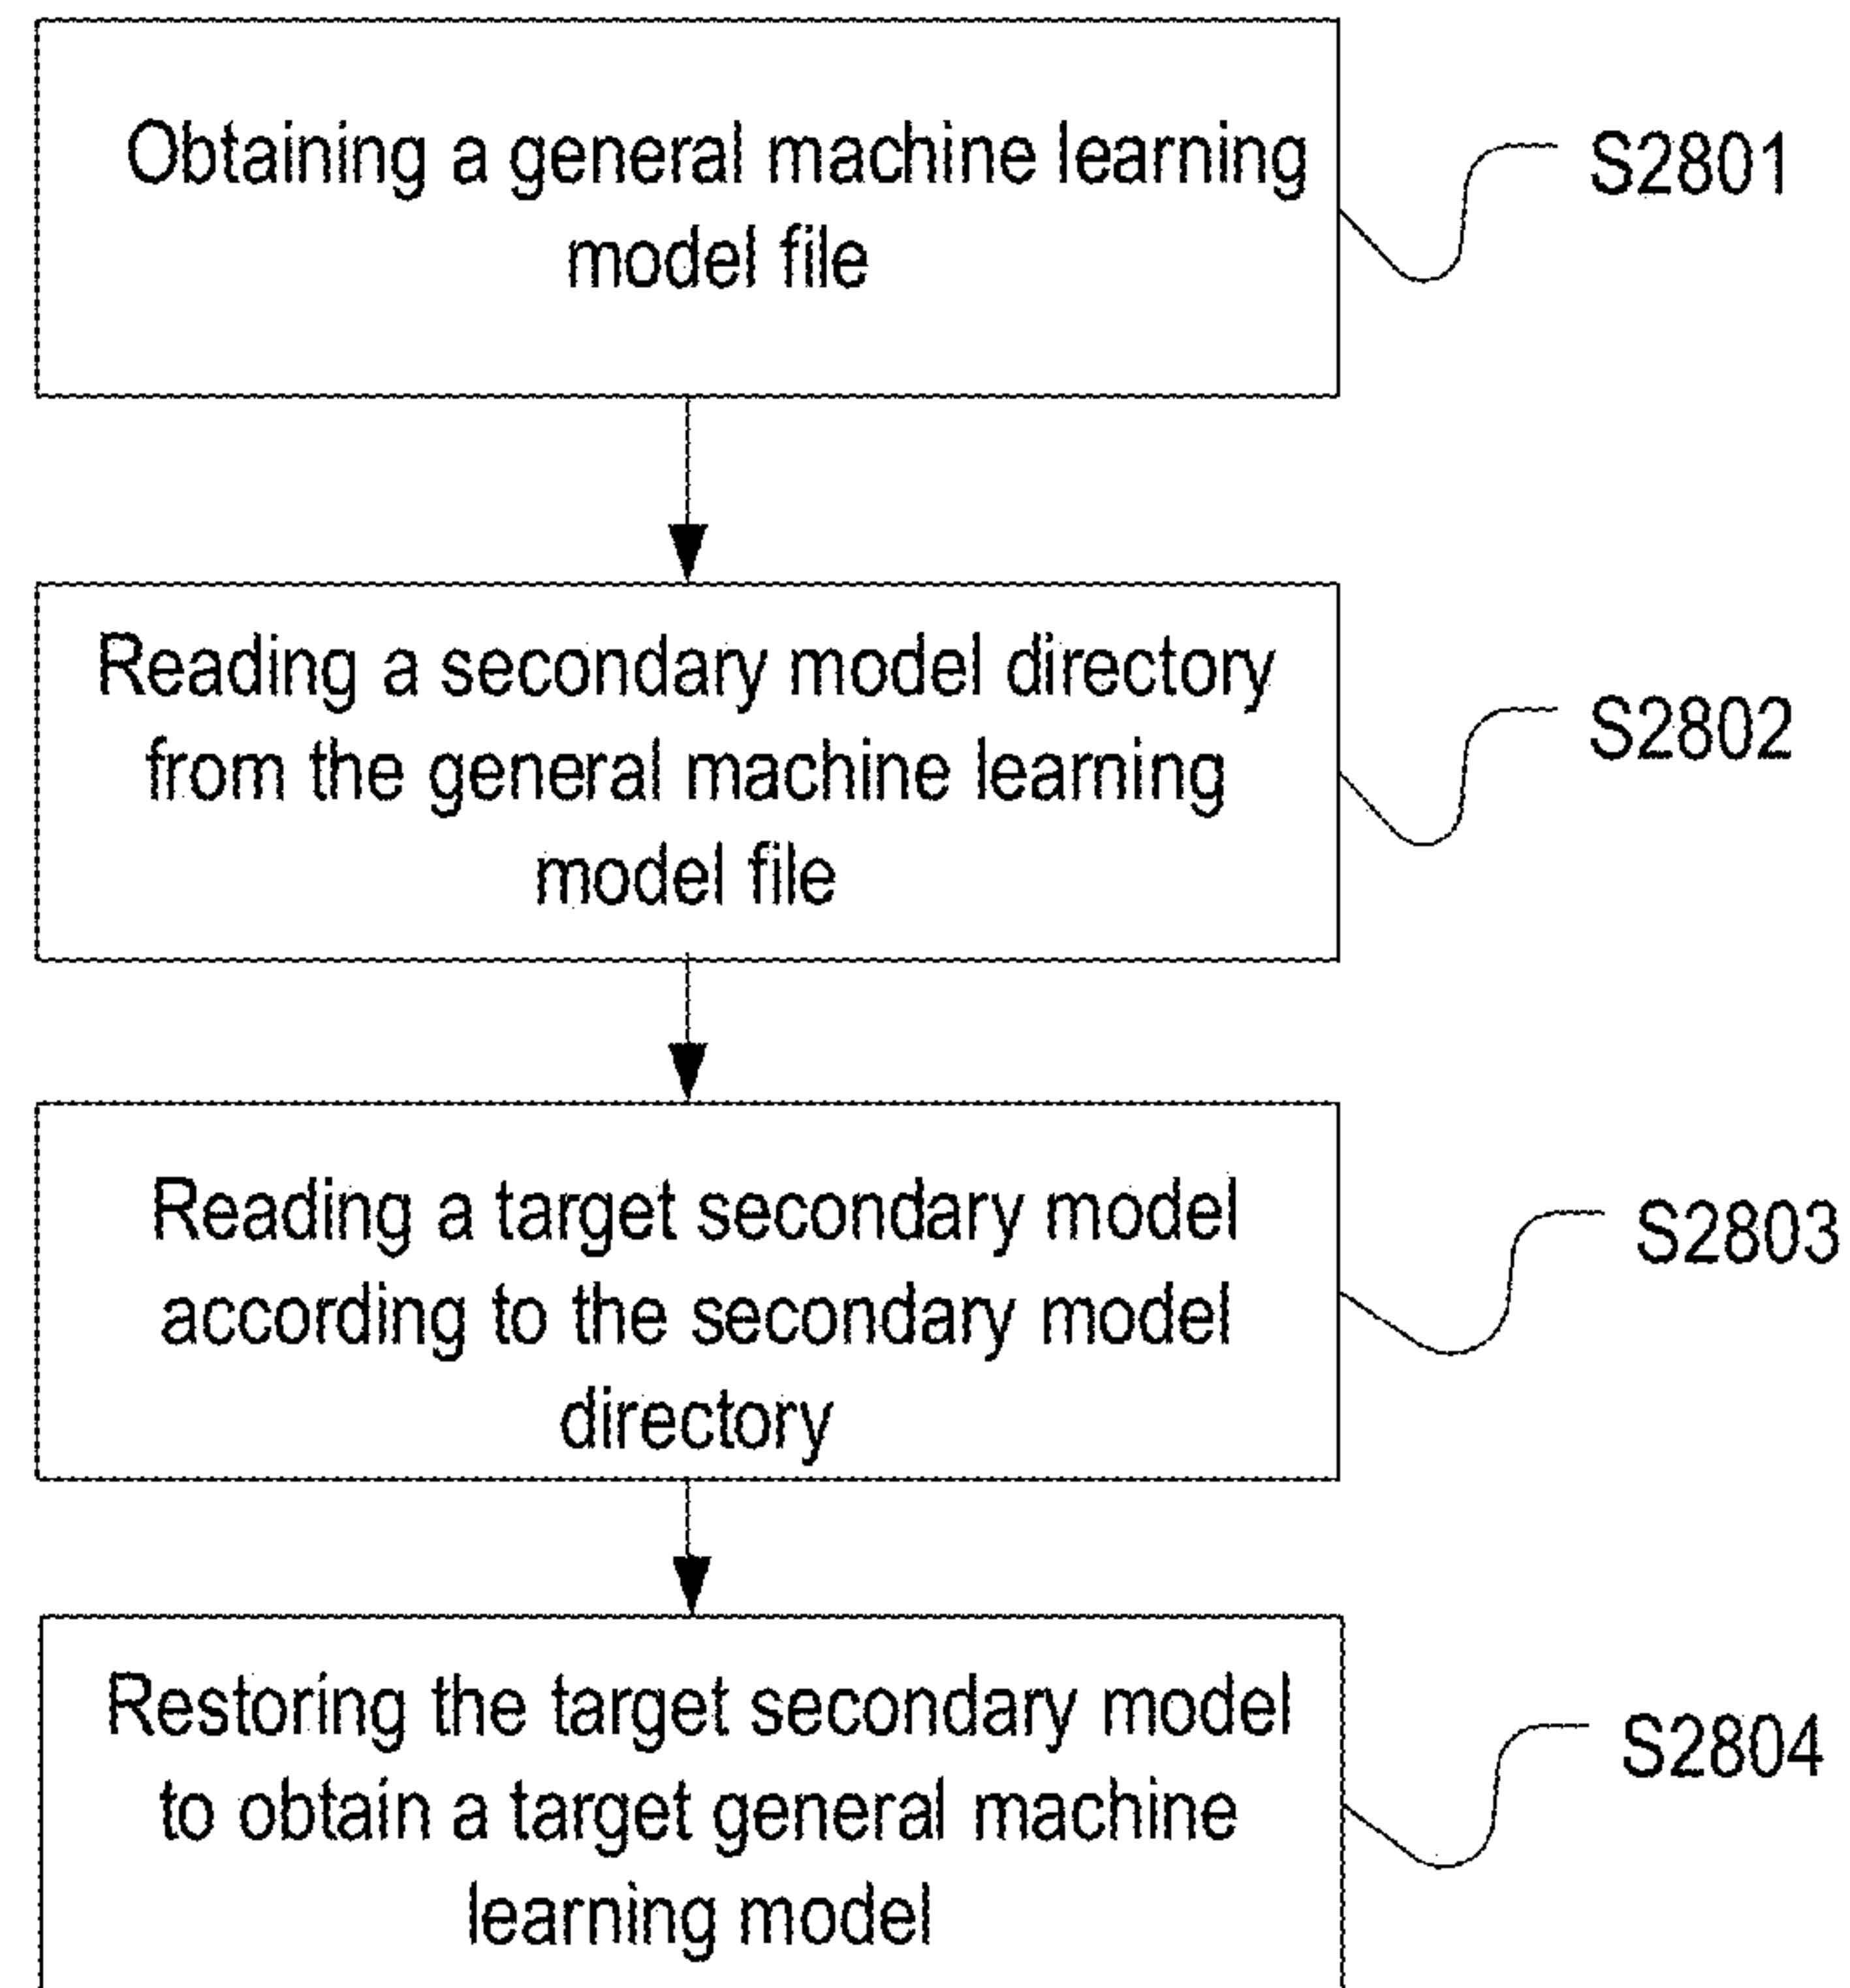 Obtaining a general machine learning
model file
S2801
Reading a secondary model directory
from the general machine learning
model file
S2802
Reading a target secondary model
according to the secondary model
directory
S2803
Restoring the target secondary model
to obtain a target general machine
learning model
S2804